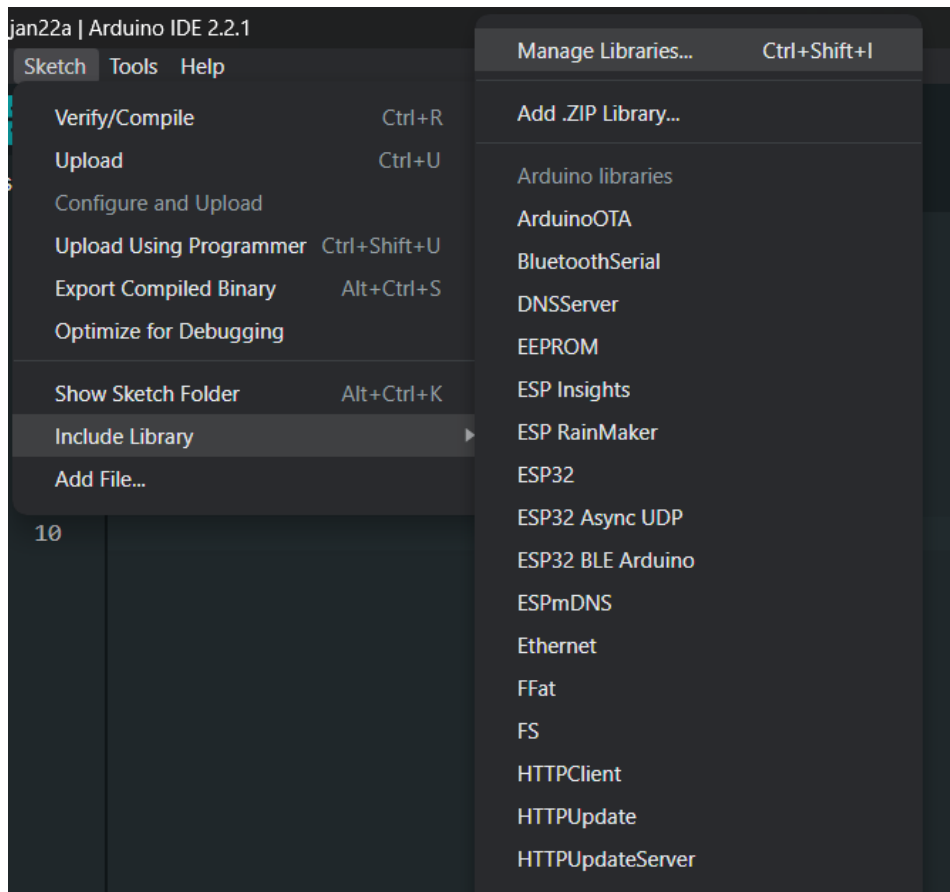 jan22a | Arduino IDE 2.2.1
Sketch Tools Help
Verify/Compile Ctrl+R
Upload Ctrl+U
Configure and Upload
Upload Using Programmer Ctrl+Shift+U
Export Compiled Binary Alt+Ctrl+S
Optimize for Debugging
Show Sketch Folder Alt+Ctrl+K
Include Library
Add File...
10
Manage Libraries... Ctrl+Shift+I
Add .ZIP Library...
Arduino libraries
ArduinoOTA
BluetoothSerial
DNSServer
EEPROM
ESP Insights
ESP RainMaker
ESP32
ESP32 Async UDP
ESP32 BLE Arduino
ESPmDNS
Ethernet
FFat
FS
HTTPClient
HTTPUpdate
HTTPUpdateServer